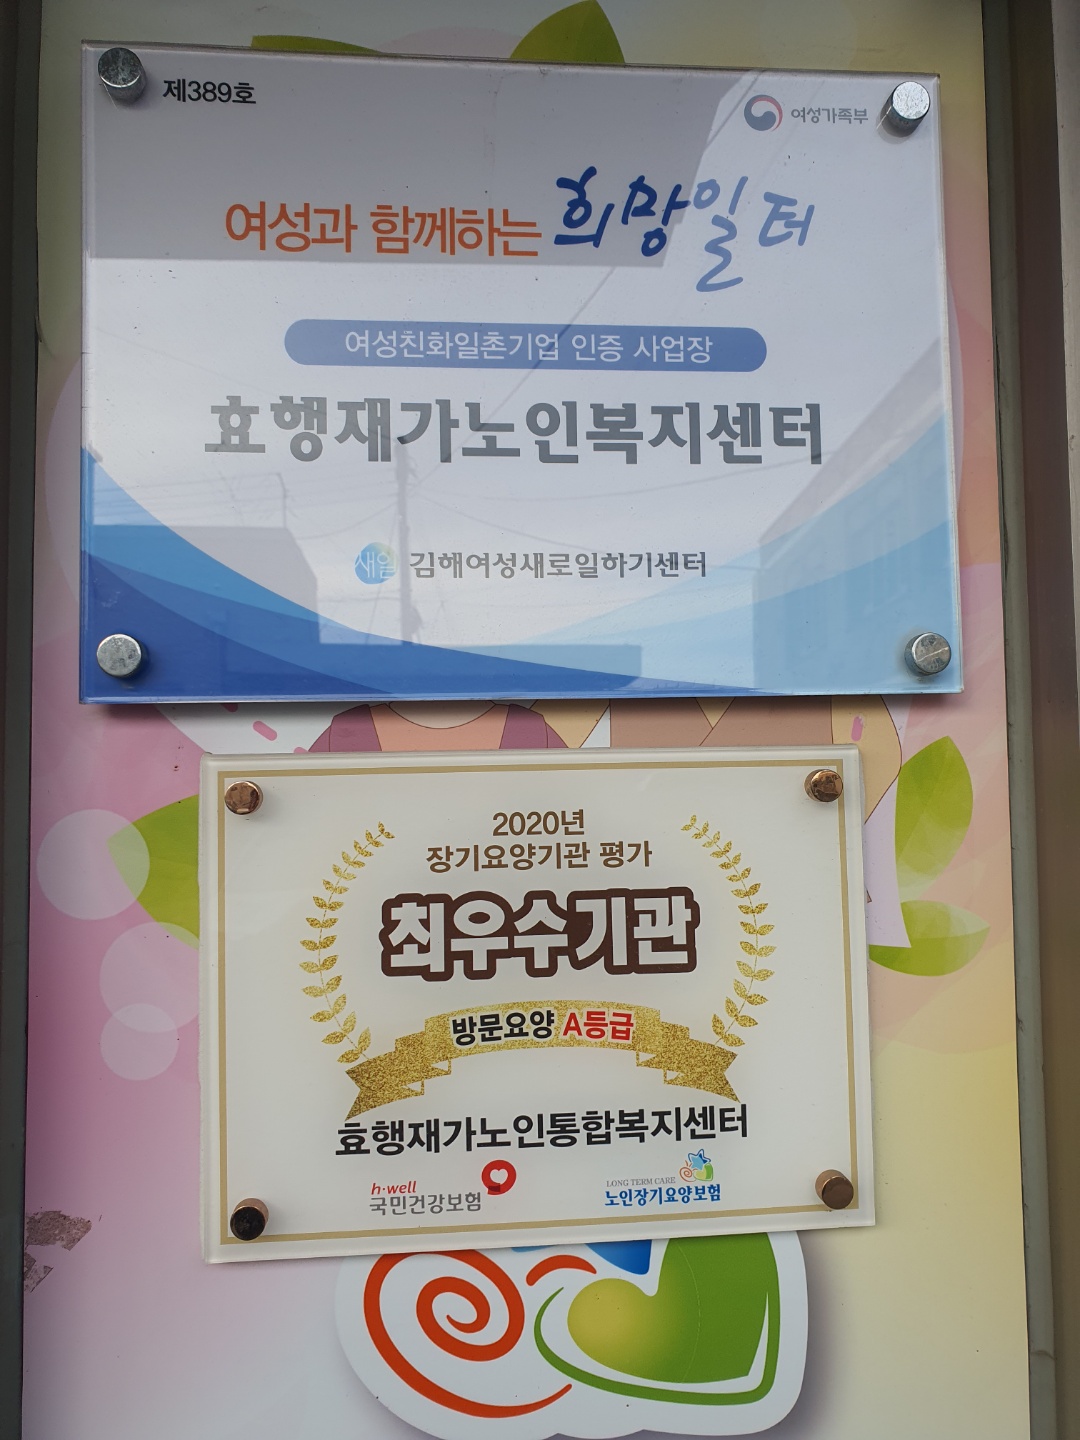 제389호
여성가족부
여성과 함께하는 희망일터
여성친화일촌기업 인증 사업장
효행재가노인복지센터
새일 김해여성새로일하기센터
2020년
장기요양기관 평가
최우수기관
방문요양 A등급
효행재가노인통합복지센터
h·well
국민건강보험
LONG TERM CARE
노인장기요양보험